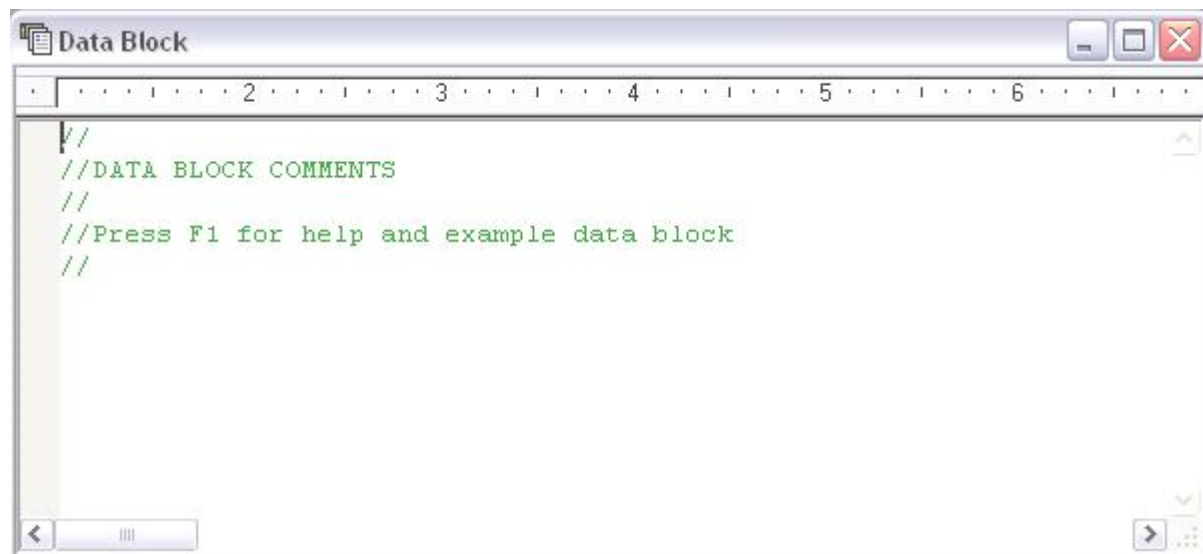 Data Block
2 3 4 5 6
//
//DATA BLOCK COMMENTS
//
//Press F1 for help and example data block
//